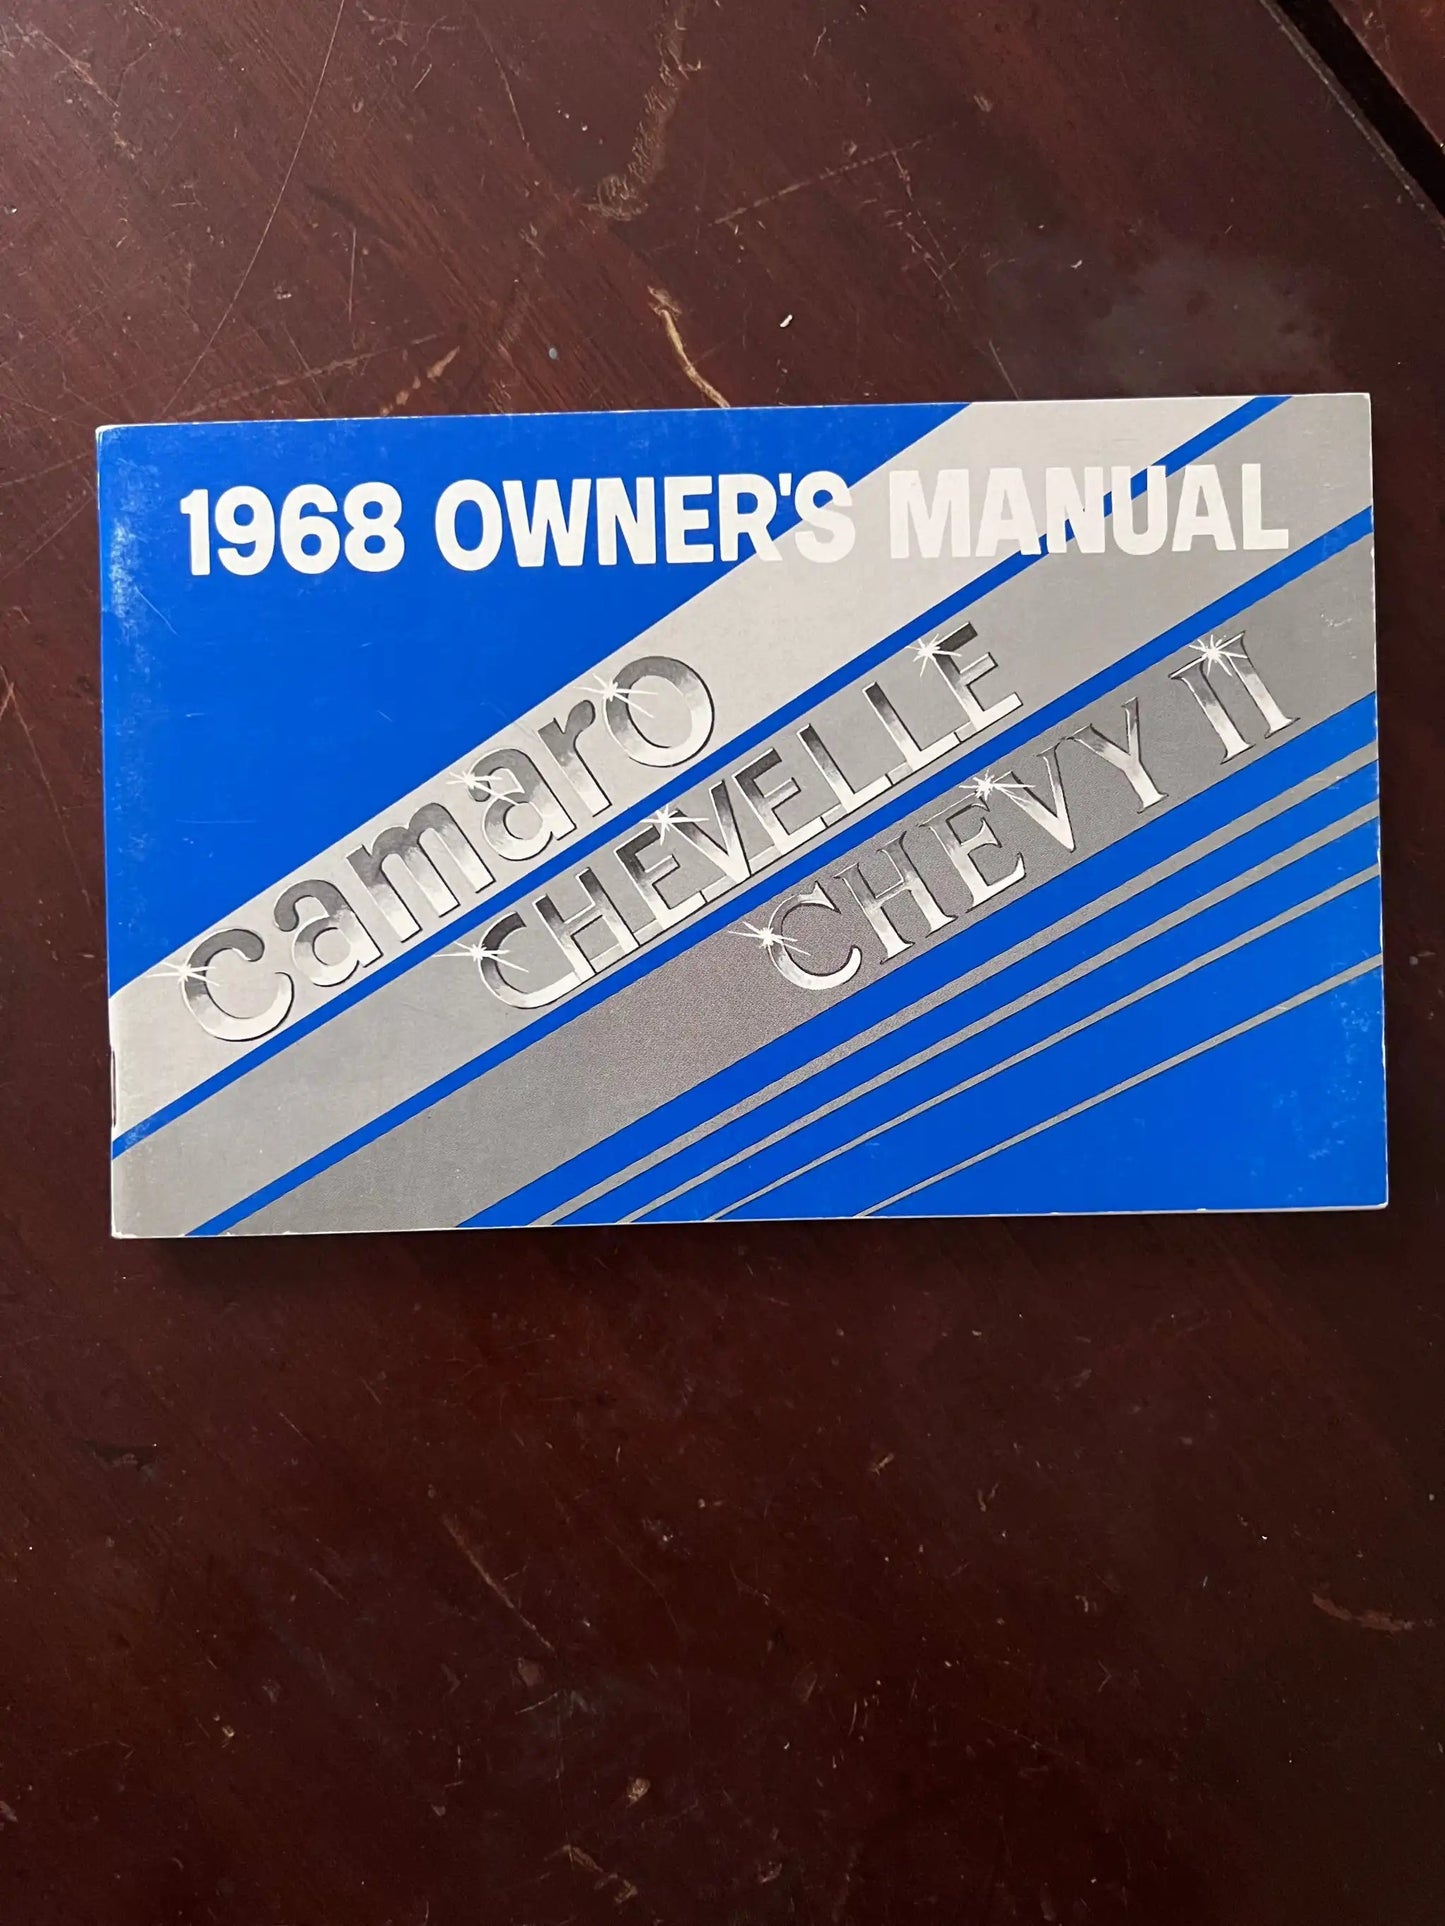 1968 OWNER'S MANUAL
camaro
CHEVELLE
CHEVY II